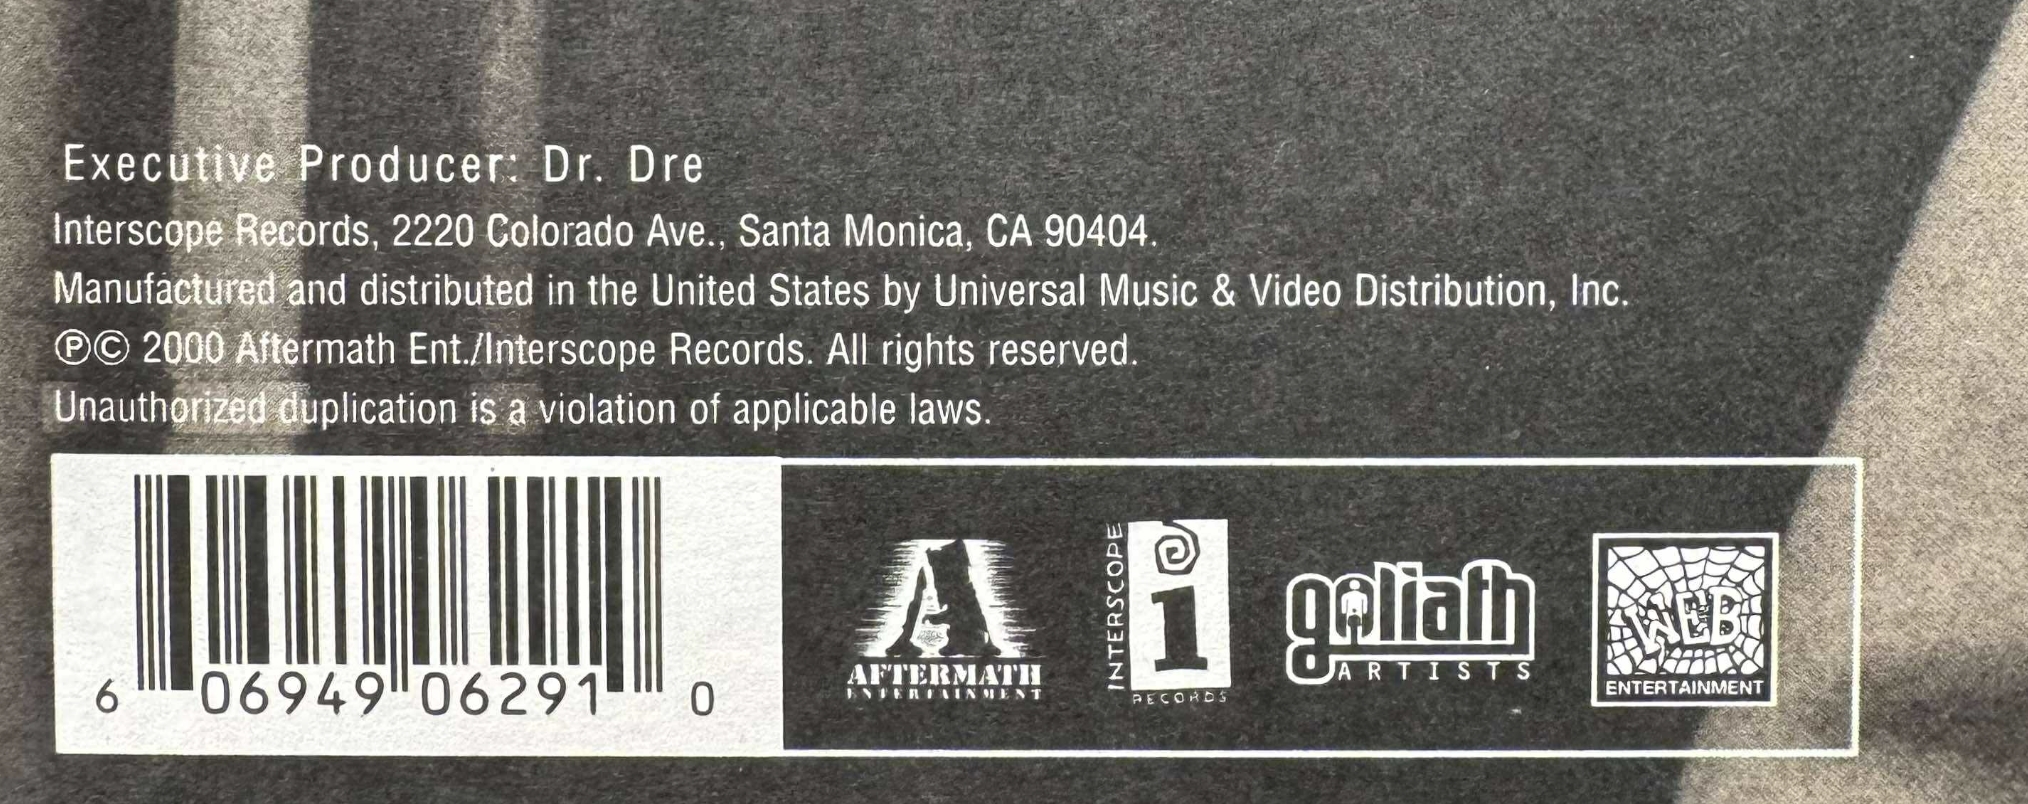 Executive Producer: Dr. Dre
Interscope Records, 2220 Colorado Ave., Santa Monica, CA 90404.
Manufactured and distributed in the United States by Universal Music & Video Distribution, Inc.
℗© 2000 Aftermath Ent./Interscope Records. All rights reserved.
Unauthorized duplication is a violation of applicable laws.
6 06949 06291 0
A
AFTERMATH
ENTERTAINMENT
INTERSCOPE
i
RECORDS
goliath
ARTISTS
WEB
ENTERTAINMENT